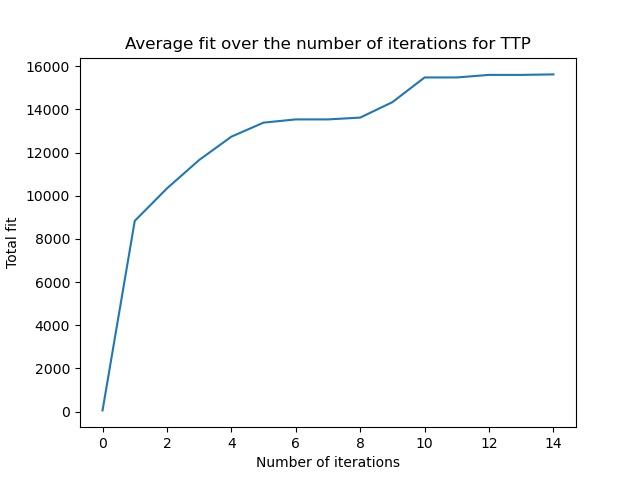 Average fit over the number of iterations for TTP
16000
14000
12000
10000
8000
6000
4000
2000
0
Total fit
0 2 4 6 8 10 12 14
Number of iterations